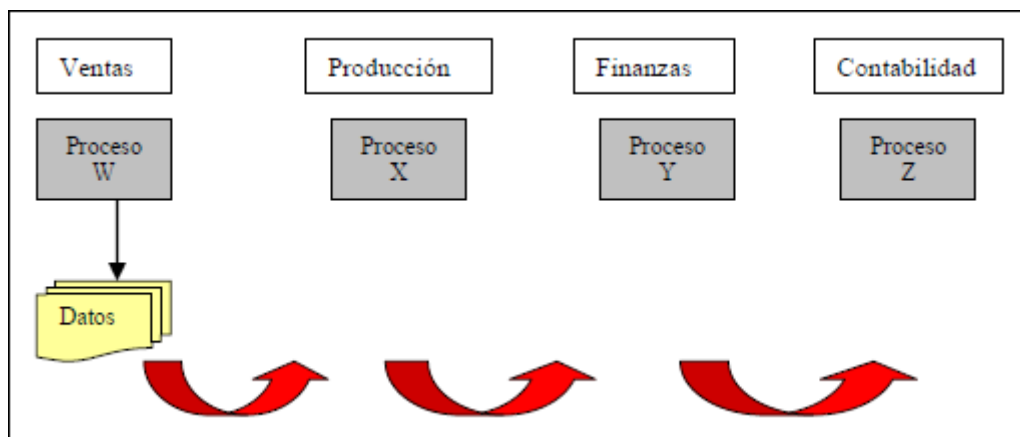 Ventas
Producción
Finanzas
Contabilidad
Proceso
W
Proceso
X
Proceso
Y
Proceso
Z
Datos